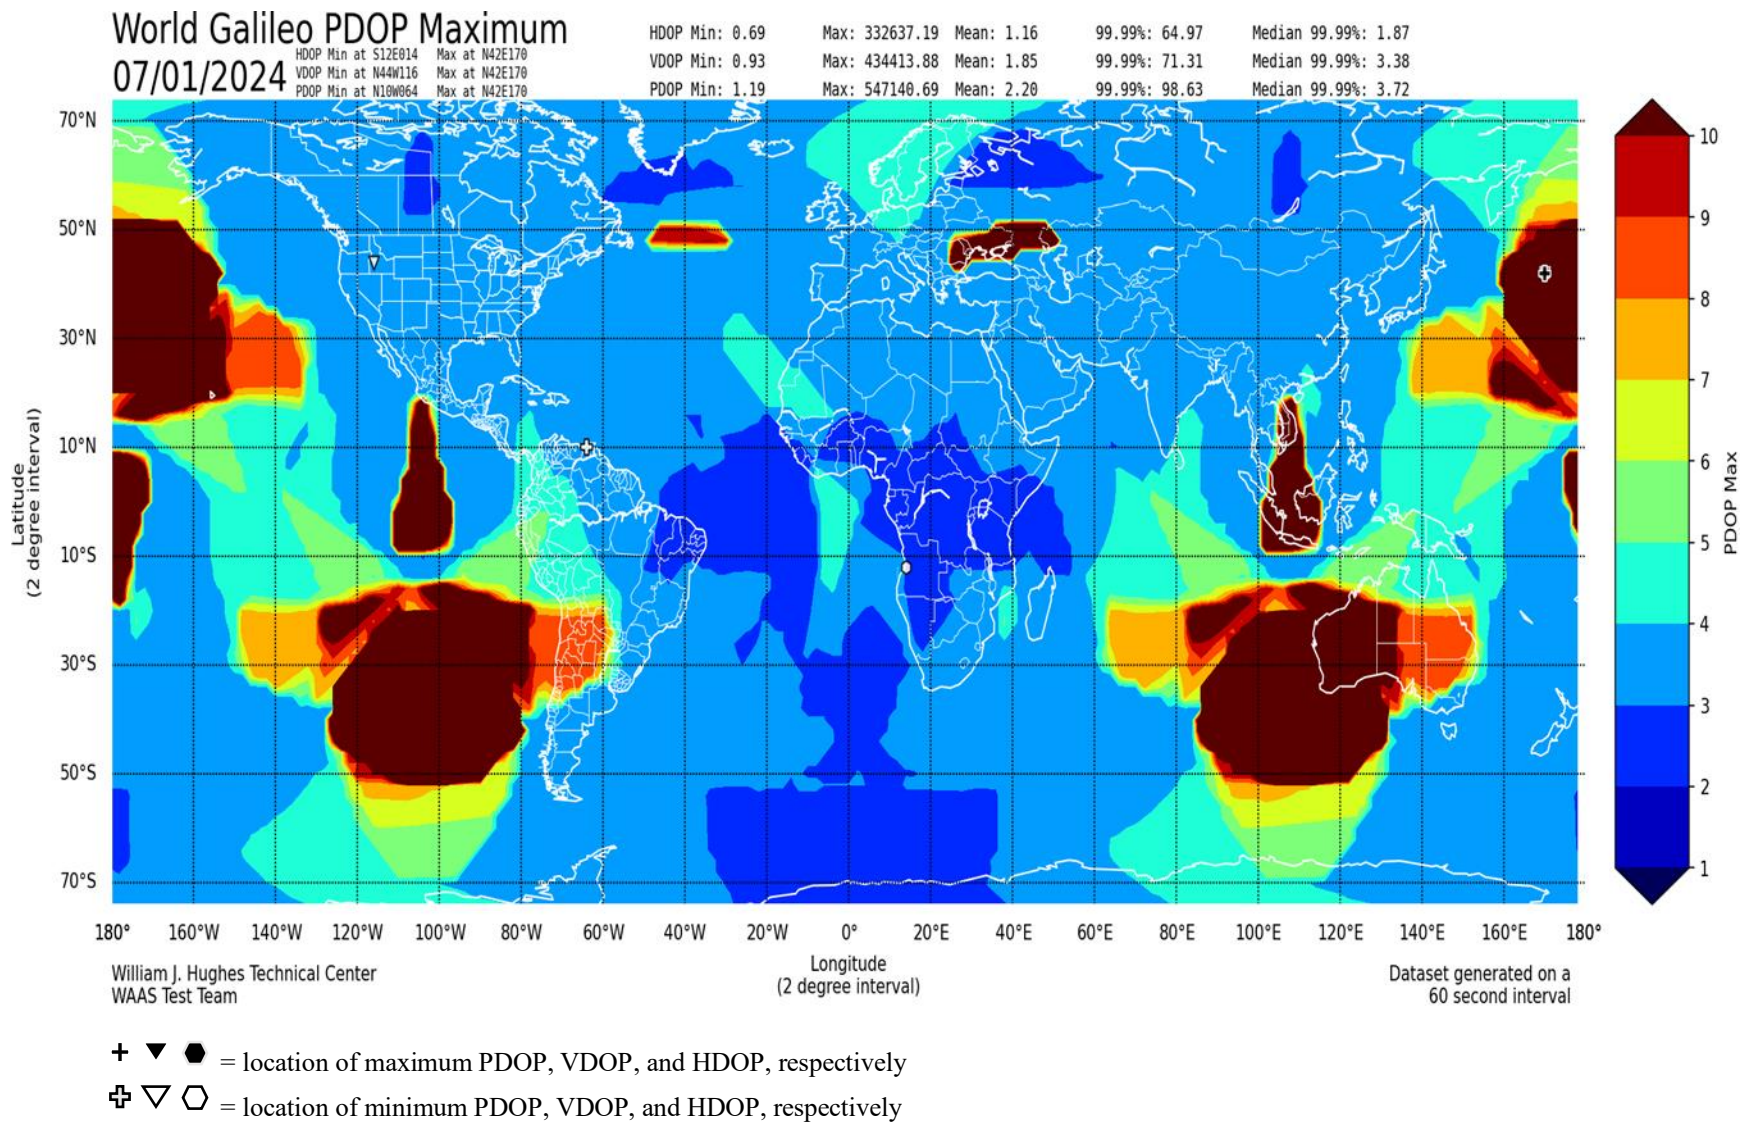 World Galileo PDOP Maximum
07/01/2024
HDOP Min at S12E014 Max at N42E170
VDOP Min at N44W116 Max at N42E170
PDOP Min at N10W064 Max at N42E170
HDOP Min: 0.69 Max: 332637.19 Mean: 1.16 99.99%: 64.97 Median 99.99%: 1.87
VDOP Min: 0.93 Max: 434413.88 Mean: 1.85 99.99%: 71.31 Median 99.99%: 3.38
PDOP Min: 1.19 Max: 547140.69 Mean: 2.20 99.99%: 98.63 Median 99.99%: 3.72
70°N
50°N
30°N
10°N
10°S
30°S
50°S
70°S
Latitude
(2 degree interval)
180° 160°W 140°W 120°W 100°W 80°W 60°W 40°W 20°W 0° 20°E 40°E 60°E 80°E 100°E 120°E 140°E 160°E 180°
Longitude
(2 degree interval)
10
9
8
7
6
5
4
3
2
1
PDOP Max
William J. Hughes Technical Center
WAAS Test Team
Dataset generated on a
60 second interval
= location of maximum PDOP, VDOP, and HDOP, respectively
= location of minimum PDOP, VDOP, and HDOP, respectively